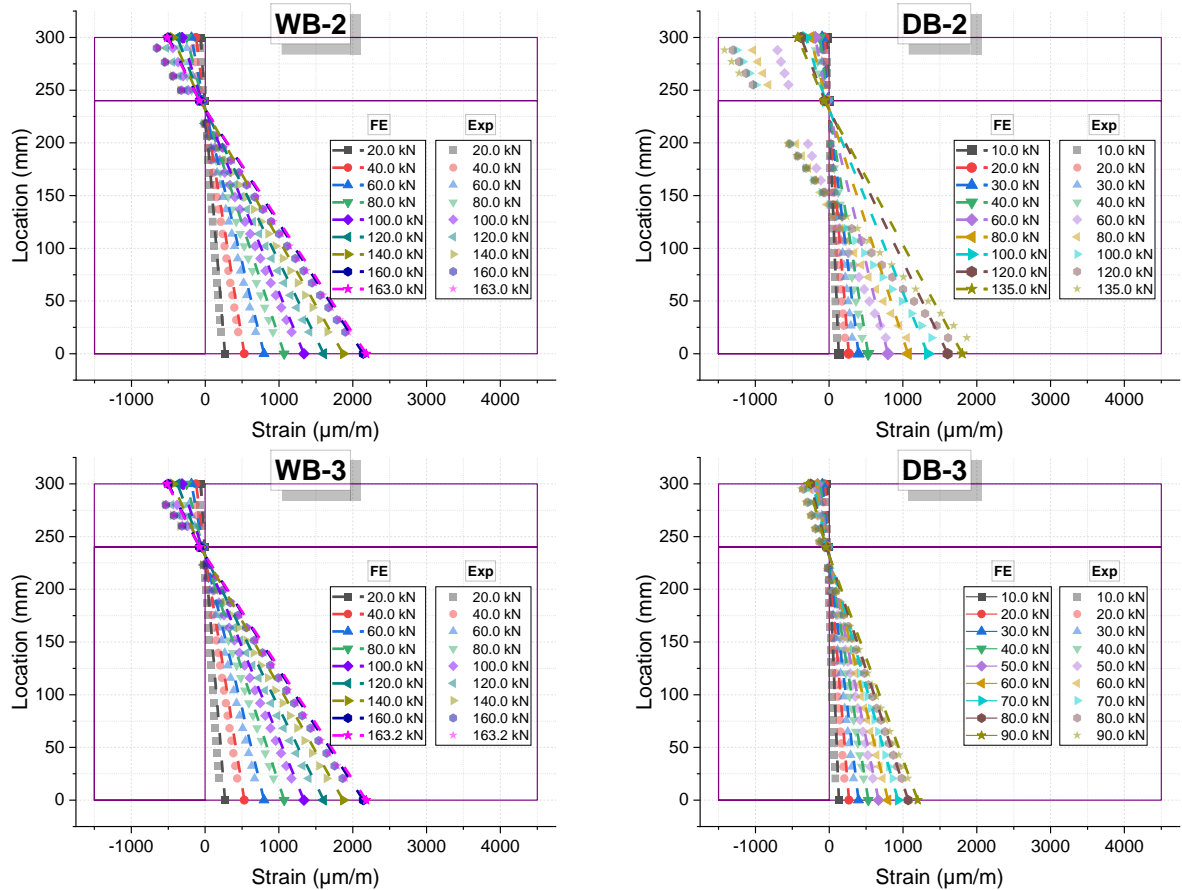 WB-2
300
250
200
150
100
50
0
Location (mm)
-1000 0 1000 2000 3000 4000
Strain (µm/m)
FE Exp
20.0 kN 20.0 kN
40.0 kN 40.0 kN
60.0 kN 60.0 kN
80.0 kN 80.0 kN
100.0 kN 100.0 kN
120.0 kN 120.0 kN
140.0 kN 140.0 kN
160.0 kN 160.0 kN
163.0 kN 163.0 kN
DB-2
300
250
200
150
100
50
0
Location (mm)
-1000 0 1000 2000 3000 4000
Strain (µm/m)
FE Exp
10.0 kN 10.0 kN
20.0 kN 20.0 kN
30.0 kN 30.0 kN
40.0 kN 40.0 kN
60.0 kN 60.0 kN
80.0 kN 80.0 kN
100.0 kN 100.0 kN
120.0 kN 120.0 kN
135.0 kN 135.0 kN
WB-3
300
250
200
150
100
50
0
Location (mm)
-1000 0 1000 2000 3000 4000
Strain (µm/m)
FE Exp
20.0 kN 20.0 kN
40.0 kN 40.0 kN
60.0 kN 60.0 kN
80.0 kN 80.0 kN
100.0 kN 100.0 kN
120.0 kN 120.0 kN
140.0 kN 140.0 kN
160.0 kN 160.0 kN
163.2 kN 163.2 kN
DB-3
300
250
200
150
100
50
0
Location (mm)
-1000 0 1000 2000 3000 4000
Strain (µm/m)
FE Exp
10.0 kN 10.0 kN
20.0 kN 20.0 kN
30.0 kN 30.0 kN
40.0 kN 40.0 kN
50.0 kN 50.0 kN
60.0 kN 60.0 kN
70.0 kN 70.0 kN
80.0 kN 80.0 kN
90.0 kN 90.0 kN